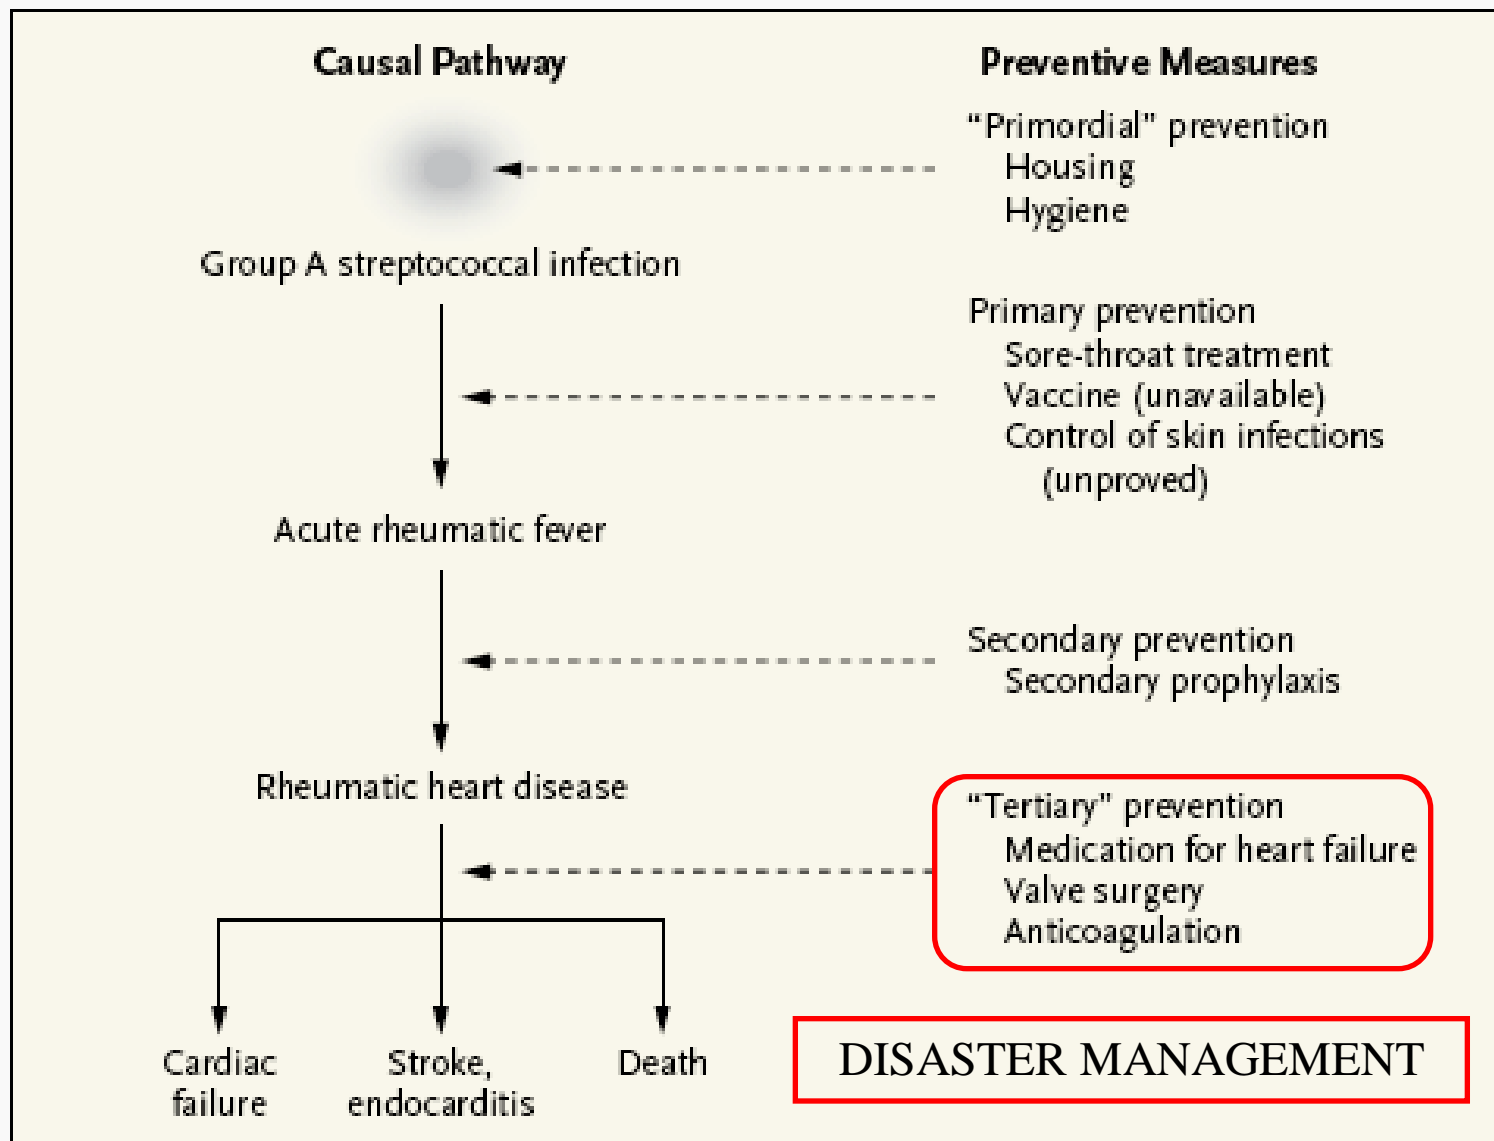 Causal Pathway
Preventive Measures
“Primordial” prevention
Housing
Hygiene
Group A streptococcal infection
Primary prevention
Sore-throat treatment
Vaccine (unavailable)
Control of skin infections
(unproved)
Acute rheumatic fever
Secondary prevention
Secondary prophylaxis
Rheumatic heart disease
“Tertiary” prevention
Medication for heart failure
Valve surgery
Anticoagulation
Cardiac
failure
Stroke,
endocarditis
Death
DISASTER MANAGEMENT